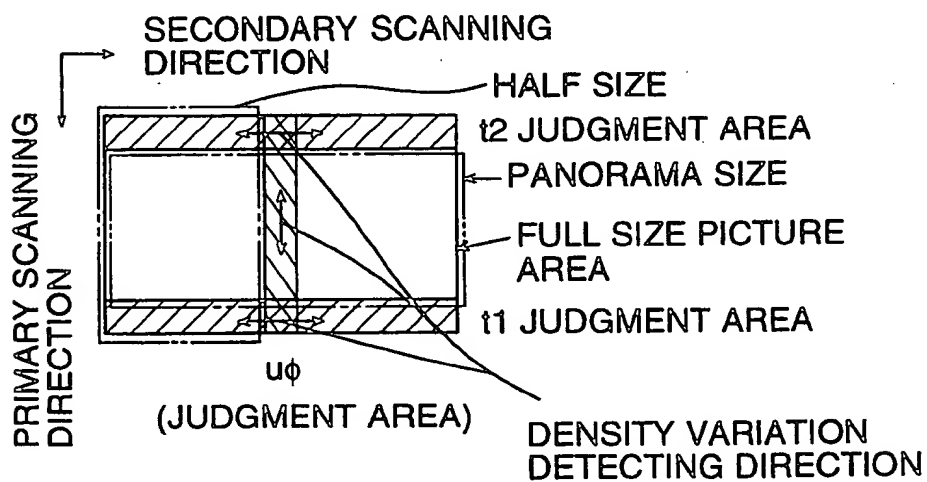 SECONDARY SCANNING
DIRECTION
HALF SIZE
t2 JUDGMENT AREA
PANORAMA SIZE
FULL SIZE PICTURE
AREA
t1 JUDGMENT AREA
PRIMARY SCANNING
DIRECTION
uϕ
(JUDGMENT AREA)
DENSITY VARIATION
DETECTING DIRECTION